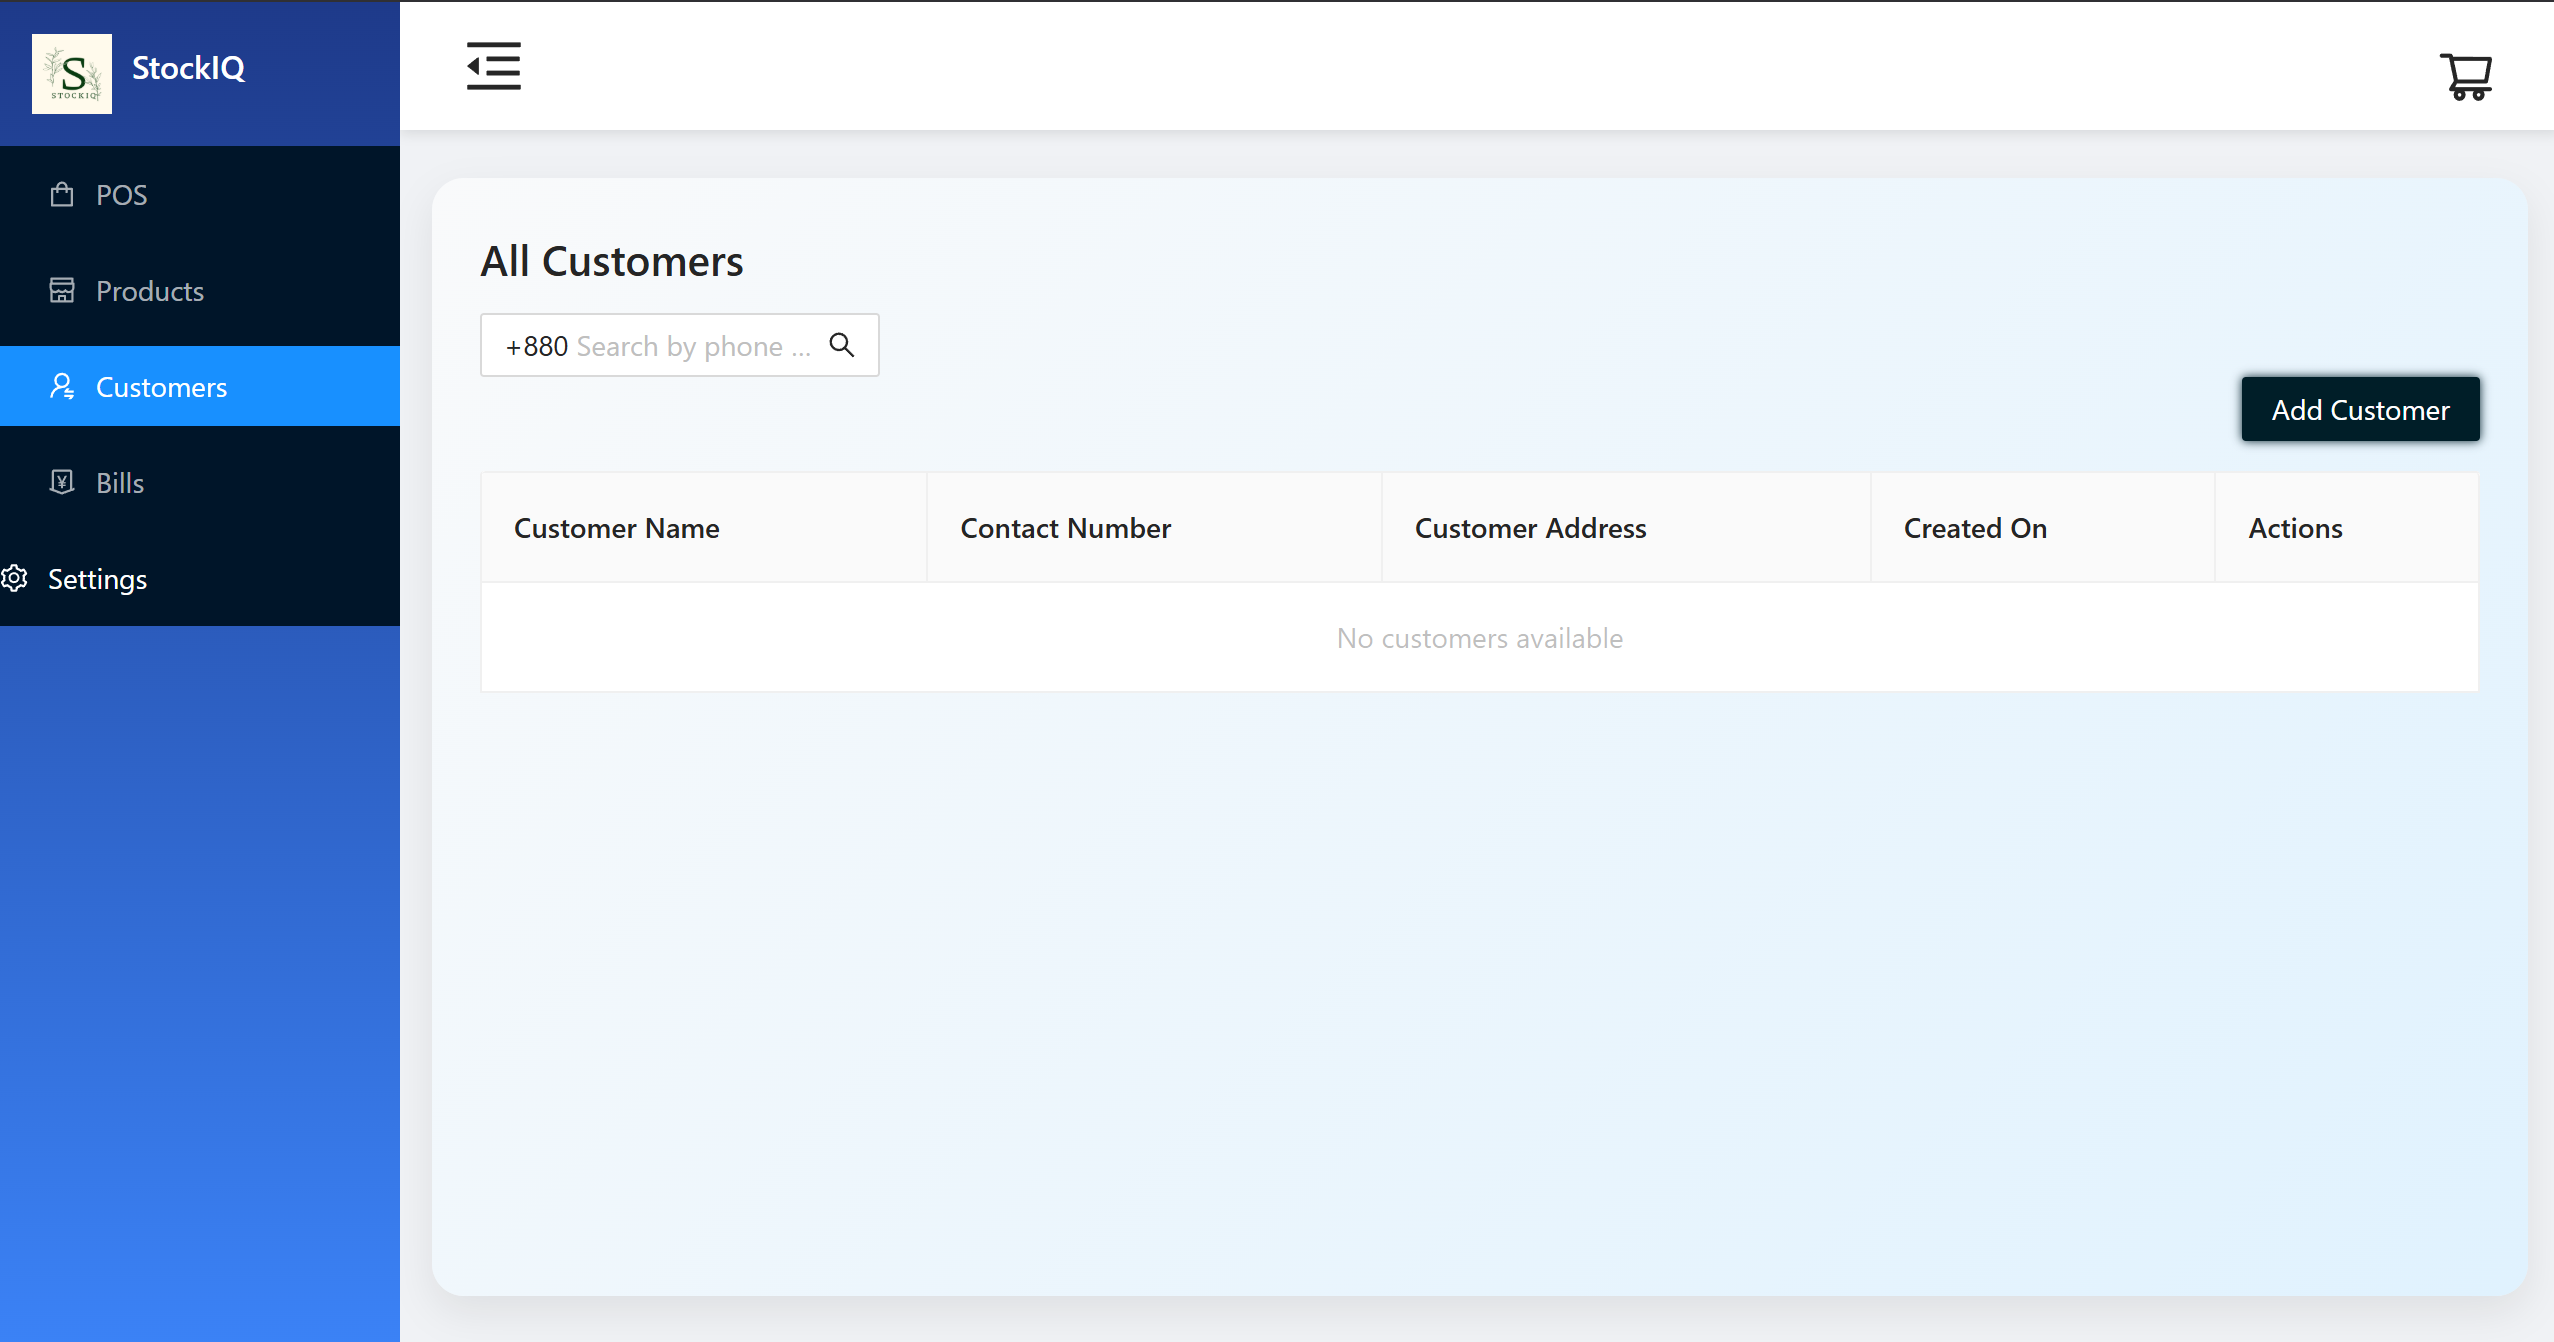 S
STOCKIQ
StockIQ
POS
Products
Customers
Bills
Settings
All Customers
+880 Search by phone ...
Add Customer
Customer Name Contact Number Customer Address Created On Actions
No customers available